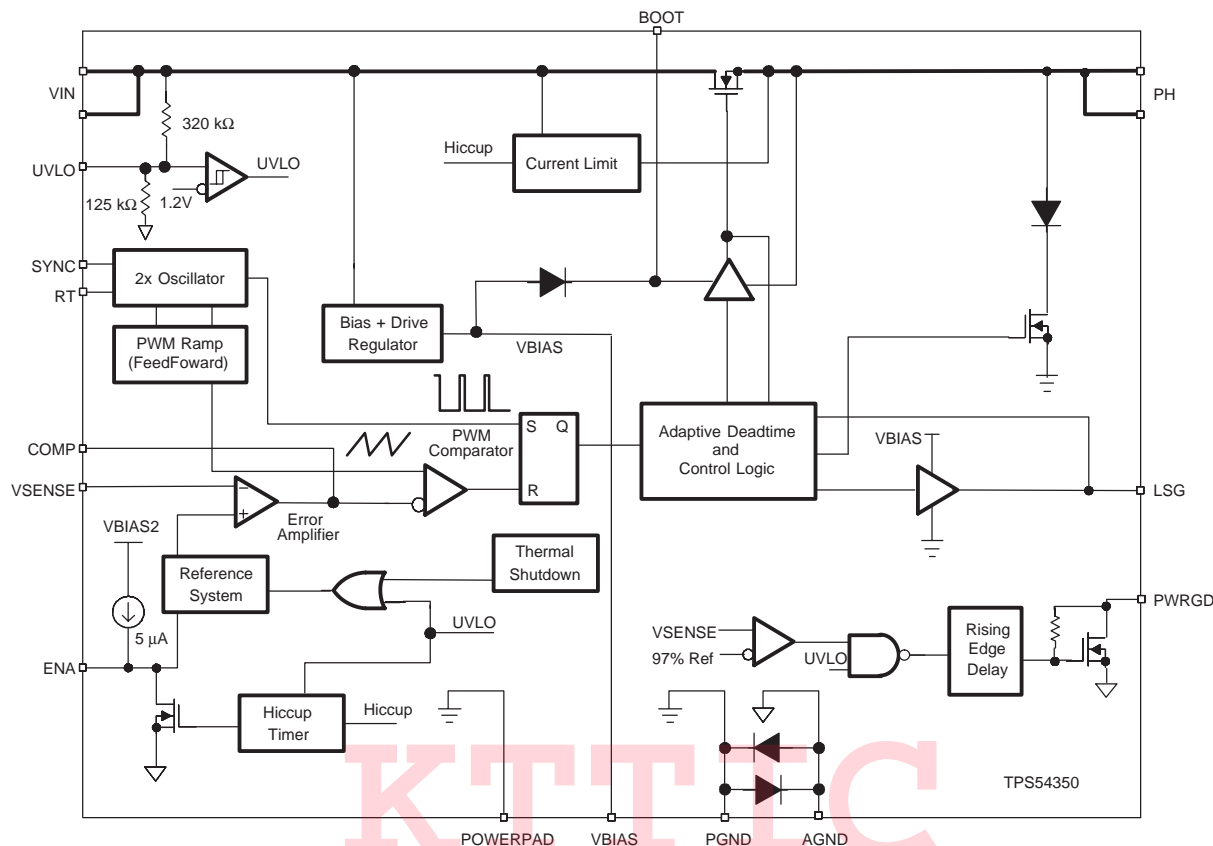 BOOT
VIN
PH
320 kΩ
Hiccup
Current Limit
UVLO
UVLO
125 kΩ
1.2V
SYNC
2x Oscillator
RT
Bias + Drive
Regulator
PWM Ramp
(FeedFoward)
VBIAS
S Q
R
PWM
Comparator
Adaptive Deadtime
and
Control Logic
VBIAS
COMP
VSENSE
−
+
Error
Amplifier
LSG
VBIAS2
Reference
System
Thermal
Shutdown
5 μA
UVLO
PWRGD
VSENSE
97% Ref
UVLO
Rising
Edge
Delay
ENA
Hiccup
Timer
Hiccup
KTTIC
TPS54350
POWERPAD
VBIAS
PGND
AGND